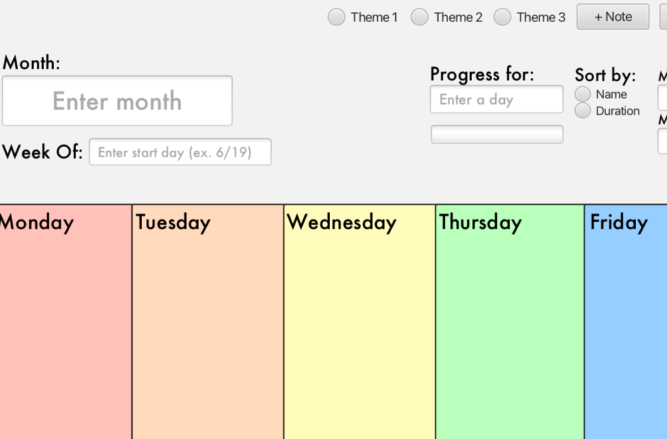 Theme 1 Theme 2 Theme 3 + Note
Month:
Enter month
Progress for:
Enter a day
Sort by:
Name
Duration
Week Of: Enter start day (ex. 6/19)
Monday Tuesday Wednesday Thursday Friday